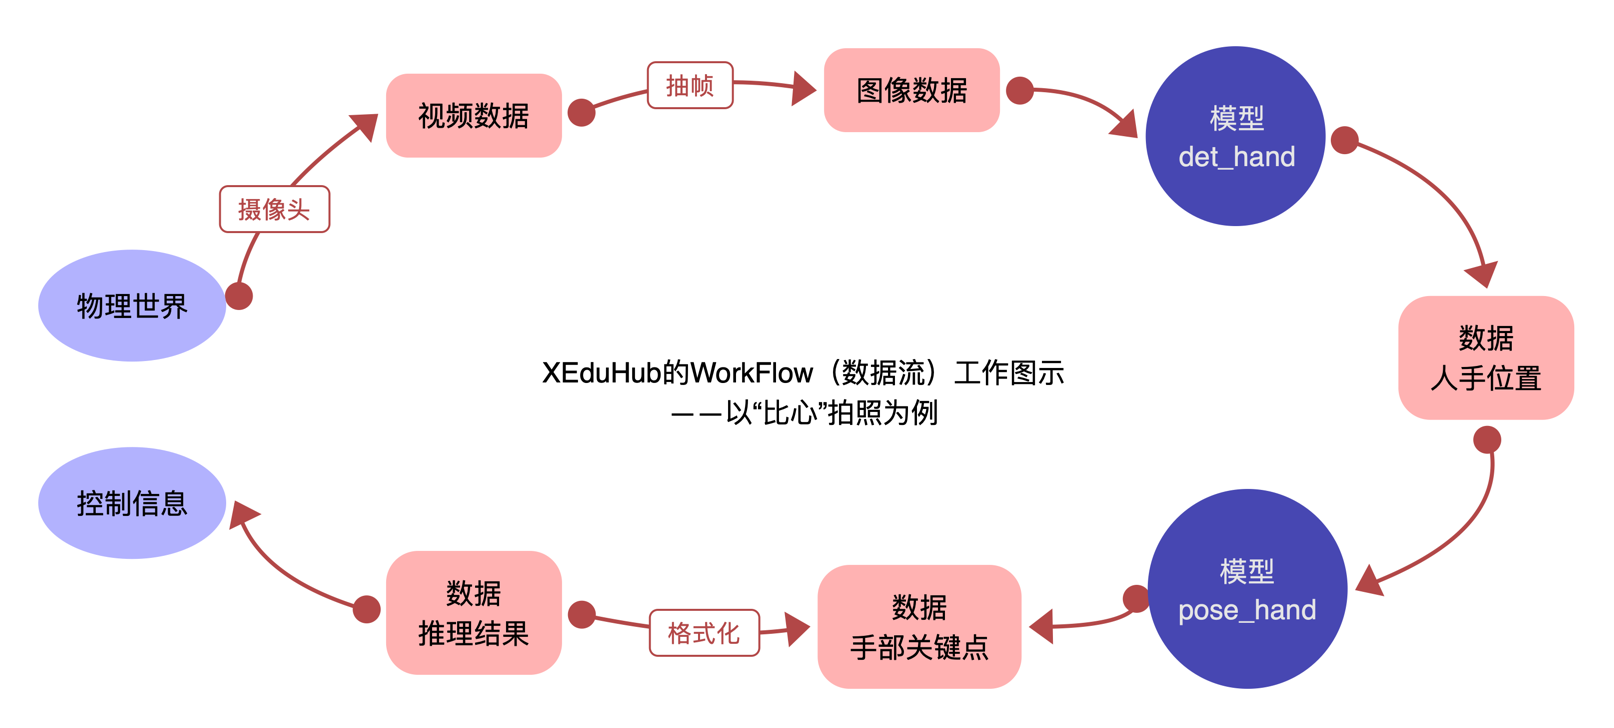 视频数据
抽帧
图像数据
模型
det_hand
摄像头
物理世界
数据
人手位置
XEduHub的WorkFlow（数据流）工作图示
——以“比心”拍照为例
控制信息
数据
推理结果
格式化
数据
手部关键点
模型
pose_hand